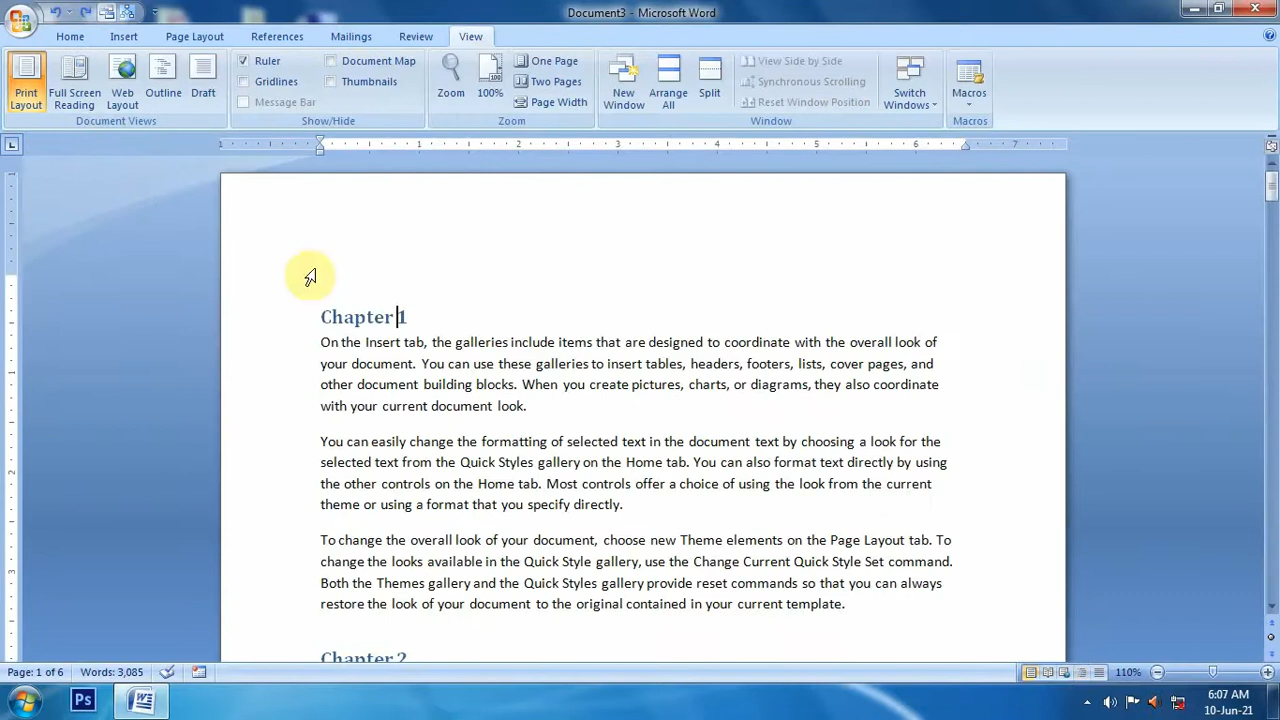 Document3 - Microsoft Word
Home Insert Page Layout References Mailings Review View
Print Layout
Full Screen Reading
Web Layout
Outline
Draft
Document Views
Ruler
Gridlines
Message Bar
Document Map
Thumbnails
Show/Hide
Zoom
100%
One Page
Two Pages
Page Width
Zoom
New Window
Arrange All
Split
View Side by Side
Synchronous Scrolling
Reset Window Position
Window
Switch Windows
Macros
Macros
1 1 2 3 4 5 6 7
Chapter 1
On the Insert tab, the galleries include items that are designed to coordinate with the overall look of
your document. You can use these galleries to insert tables, headers, footers, lists, cover pages, and
other document building blocks. When you create pictures, charts, or diagrams, they also coordinate
with your current document look.
You can easily change the formatting of selected text in the document text by choosing a look for the
selected text from the Quick Styles gallery on the Home tab. You can also format text directly by using
the other controls on the Home tab. Most controls offer a choice of using the look from the current
theme or using a format that you specify directly.
To change the overall look of your document, choose new Theme elements on the Page Layout tab. To
change the looks available in the Quick Style gallery, use the Change Current Quick Style Set command.
Both the Themes gallery and the Quick Styles gallery provide reset commands so that you can always
restore the look of your document to the original contained in your current template.
Chapter 2
Page: 1 of 6 Words: 3,085 110%
Ps
6:07 AM
10-Jun-21